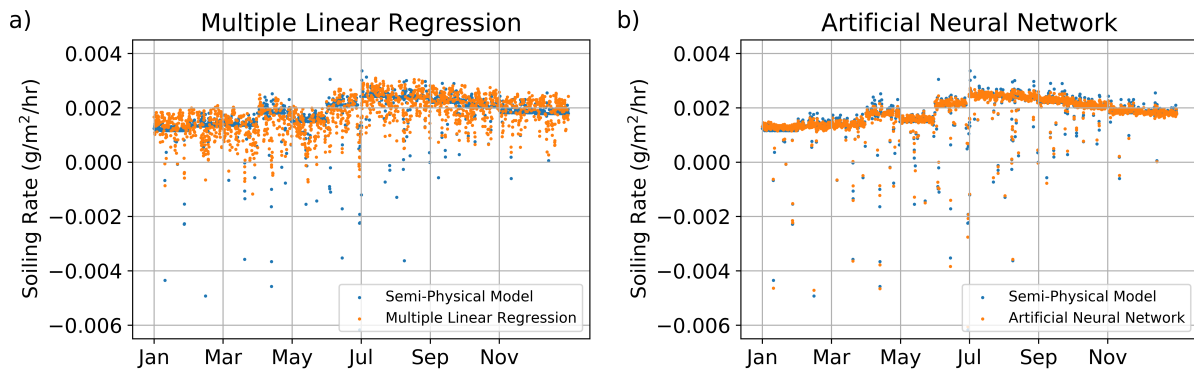 a)
Multiple Linear Regression
Soiling Rate (g/m²/hr)
0.004
0.002
0.000
−0.002
−0.004
−0.006
Jan Mar May Jul Sep Nov
Semi-Physical Model
Multiple Linear Regression
b)
Artificial Neural Network
Soiling Rate (g/m²/hr)
0.004
0.002
0.000
−0.002
−0.004
−0.006
Jan Mar May Jul Sep Nov
Semi-Physical Model
Artificial Neural Network